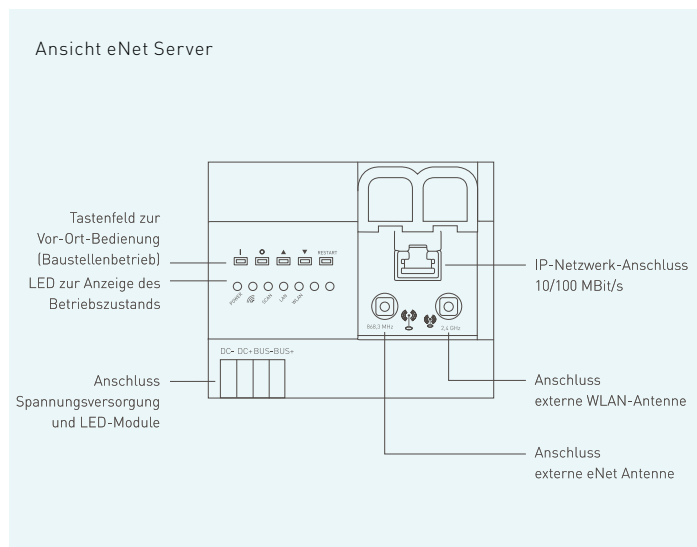 Ansicht eNet Server
Tastenfeld zur
Vor-Ort-Bedienung
(Baustellenbetrieb)
LED zur Anzeige des
Betriebszustands
Anschluss
Spannungsversorgung
und LED-Module
RESTART
POWER
SCAN
LAN
WLAN
868,3 MHz
2,4 GHz
DC- DC+ BUS- BUS+
IP-Netzwerk-Anschluss
10/100 MBit/s
Anschluss
externe WLAN-Antenne
Anschluss
externe eNet Antenne